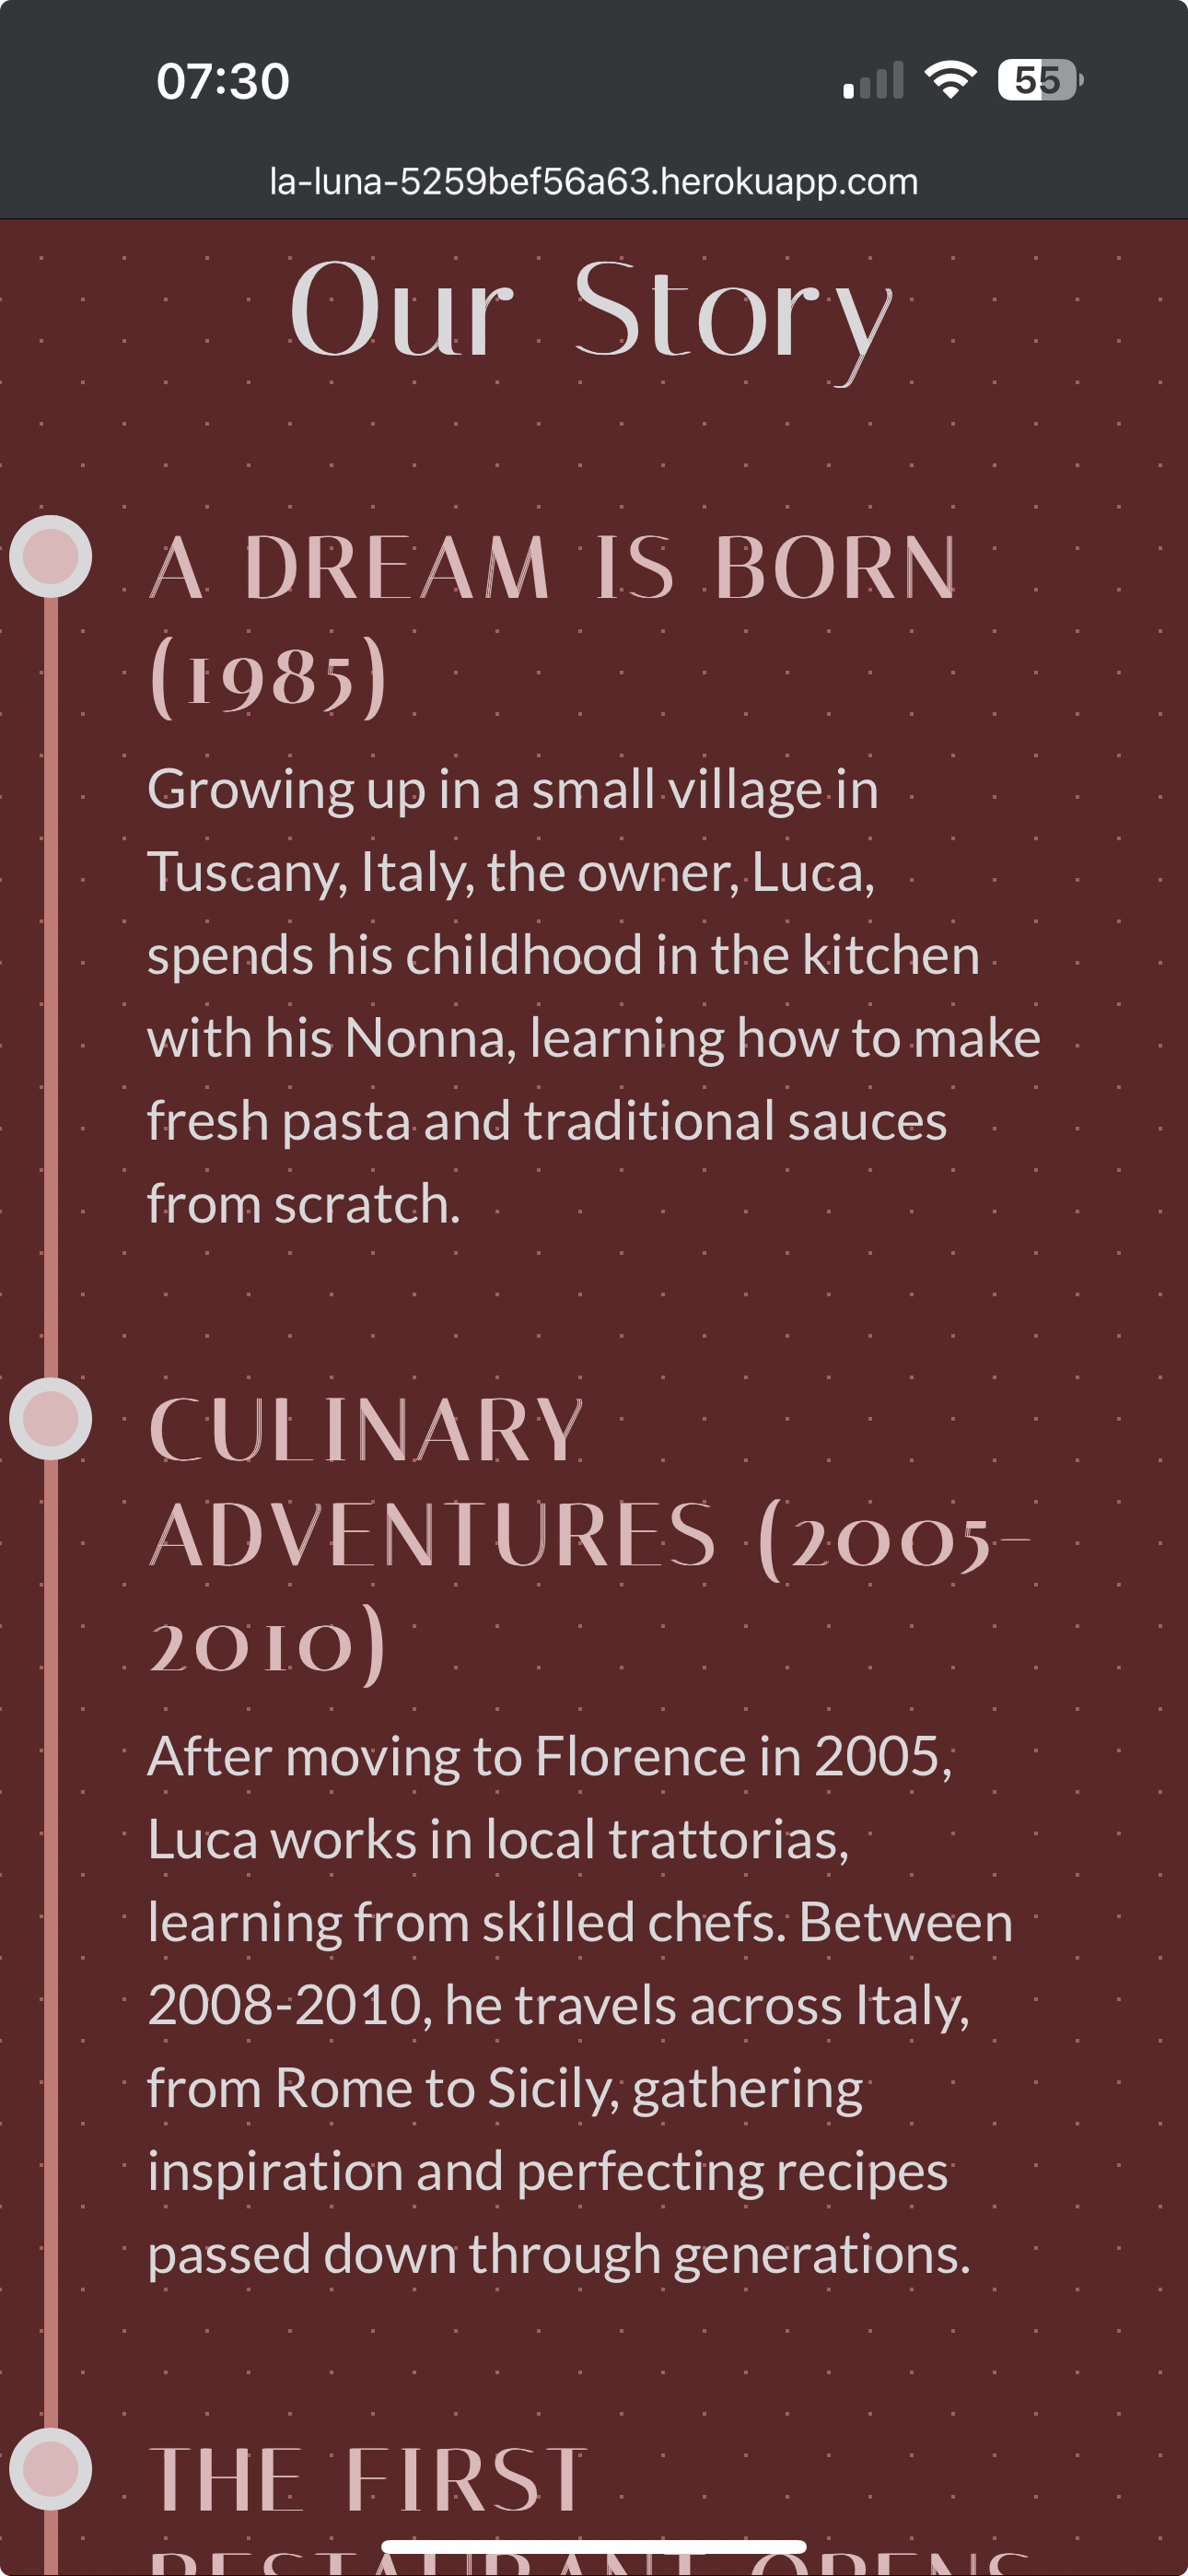 07:30
55
la-luna-5259bef56a63.herokuapp.com
Our Story
A DREAM IS BORN
(1985)
Growing up in a small village in
Tuscany, Italy, the owner, Luca,
spends his childhood in the kitchen
with his Nonna, learning how to make
fresh pasta and traditional sauces
from scratch.
CULINARY
ADVENTURES (2005–
2010)
After moving to Florence in 2005,
Luca works in local trattorias,
learning from skilled chefs. Between
2008-2010, he travels across Italy,
from Rome to Sicily, gathering
inspiration and perfecting recipes
passed down through generations.
THE FIRST
RESTAURANT OPENS